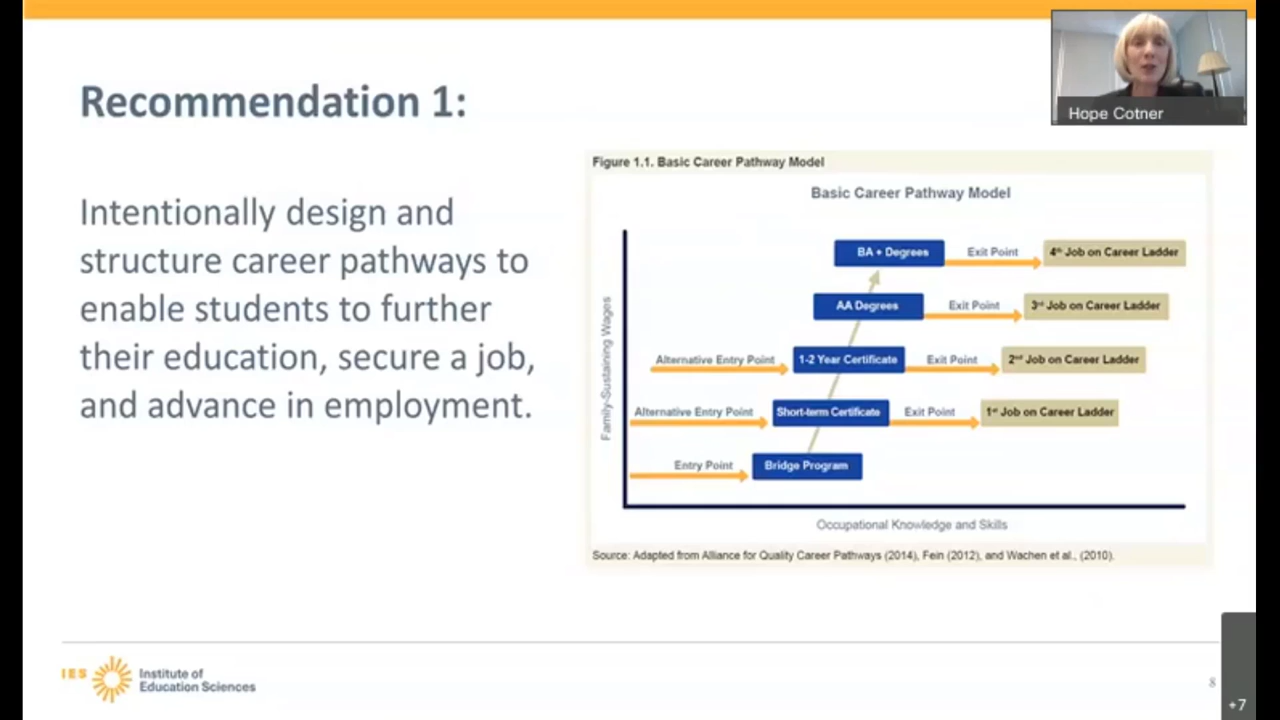 Recommendation 1:
Intentionally design and
structure career pathways to
enable students to further
their education, secure a job,
and advance in employment.
Hope Cotner
Figure 1.1. Basic Career Pathway Model
Basic Career Pathway Model
BA + Degrees
Exit Point
4th Job on Career Ladder
AA Degrees
Exit Point
3rd Job on Career Ladder
Alternative Entry Point
1-2 Year Certificate
Exit Point
2nd Job on Career Ladder
Alternative Entry Point
Short-term Certificate
Exit Point
1st Job on Career Ladder
Entry Point
Bridge Program
Family-Sustaining Wages
Occupational Knowledge and Skills
Source: Adapted from Alliance for Quality Career Pathways (2014), Fein (2012), and Wachen et al., (2010).
IES
Institute of
Education Sciences
8
+7